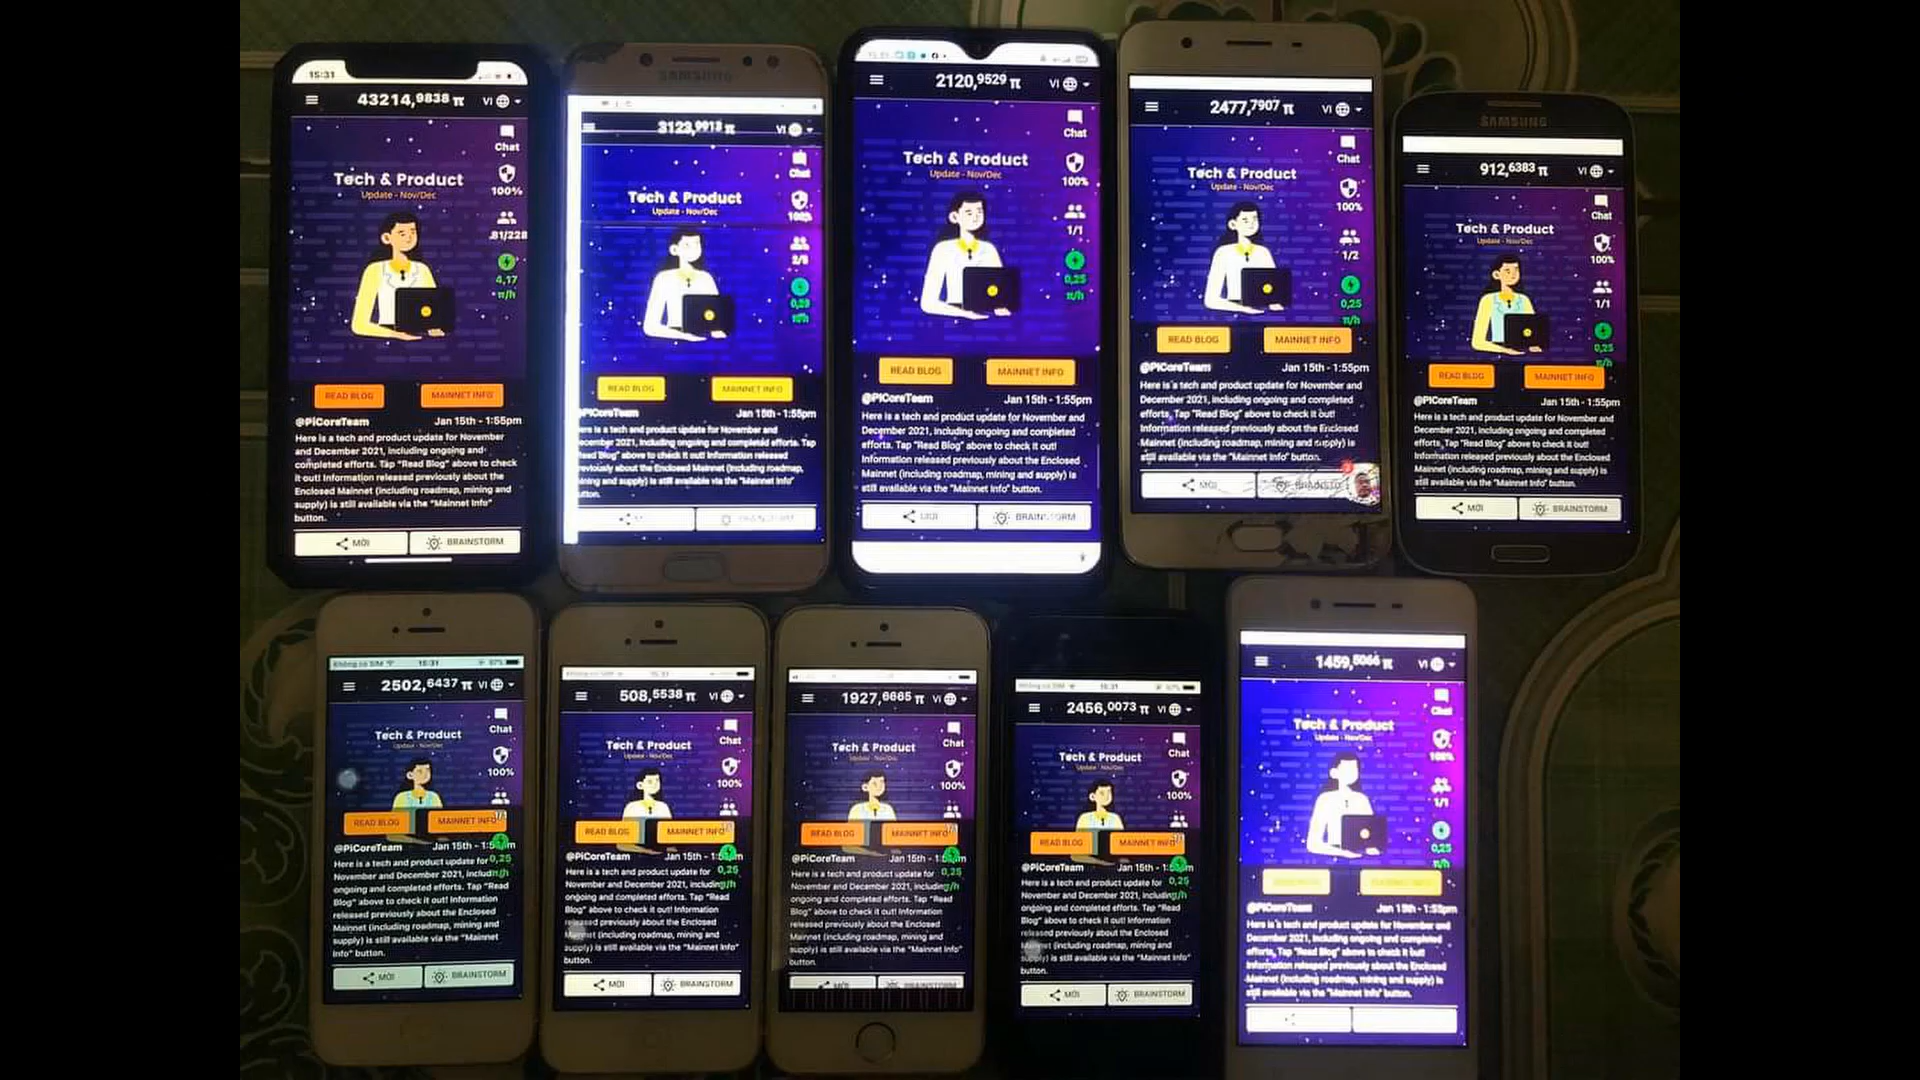 15:31
43214,9838 π VI
Chat
100%
81/228
4,17
π/h
Tech & Product
Update - Nov/Dec
READ BLOG
MAINNET INFO
@PiCoreTeam Jan 15th - 1:55pm
Here is a tech and product update for November
and December 2021, including ongoing and
completed efforts. Tap "Read Blog" above to check
it out! Information released previously about the
Enclosed Mainnet (including roadmap, mining and
supply) is still available via the "Mainnet Info"
button.
MỜI
BRAINSTORM
SAMSUNG
3123,9913 π VI
Chat
100%
Tech & Product
Update - Nov/Dec
π/h
READ BLOG
MAINNET INFO
@PiCoreTeam Jan 15th - 1:55pm
December 2021, including ongoing and completed efforts. Tap
"Read Blog" above to check it out! Information released
previously about the Enclosed Mainnet (including roadmap,
mining and supply) is still available via the "Mainnet Info"
button.
BRAINSTORM
2120,9529 π VI
Chat
100%
1/1
0,25
π/h
Tech & Product
Update - Nov/Dec
READ BLOG
MAINNET INFO
@PiCoreTeam Jan 15th - 1:55pm
Here is a tech and product update for November and
December 2021, including ongoing and completed
efforts. Tap "Read Blog" above to check it out!
Information released previously about the Enclosed
Mainnet (including roadmap, mining and supply) is
still available via the "Mainnet Info" button.
MỜI
BRAINSTORM
2477,7907 π VI
Chat
100%
1/2
0,25
π/h
Tech & Product
Update - Nov/Dec
READ BLOG
MAINNET INFO
@PiCoreTeam Jan 15th - 1:55pm
Here is a tech and product update for November and
December 2021, including ongoing and completed
efforts. Tap "Read Blog" above to check it out!
Information released previously about the Enclosed
Mainnet (including roadmap, mining and supply) is
still available via the "Mainnet Info" button.
MỜI
SAMSUNG
912,6383 π VI
Chat
100%
1/1
0,25
π/h
Tech & Product
Update - Nov/Dec
READ BLOG
MAINNET INFO
@PiCoreTeam Jan 15th - 1:55pm
Here is a tech and product update for November and
December 2021, including ongoing and completed
efforts. Tap "Read Blog" above to check it out!
Information released previously about the Enclosed
Mainnet (including roadmap, mining and supply) is
still available via the "Mainnet Info" button.
MỜI
BRAINSTORM
Không có SIM 15:31 97%
2502,6437 π VI
Chat
100%
Tech & Product
Update - Nov/Dec
READ BLOG
MAINNET INFO
@PiCoreTeam Jan 15th
0,25
π/h
Here is a tech and product update for
November and December 2021, including
ongoing and completed efforts. Tap "Read
Blog" above to check it out! Information
released previously about the Enclosed
Mainnet (including roadmap, mining and
supply) is still available via the "Mainnet
Info" button.
MỜI
BRAINSTORM
508,5538 π VI
Chat
100%
Tech & Product
Update - Nov/Dec
READ BLOG
MAINNET INFO
@PiCoreTeam Jan 15th
0,25
π/h
Here is a tech and product update for
November and December 2021, including
ongoing and completed efforts. Tap "Read
Blog" above to check it out! Information
released previously about the Enclosed
Mainnet (including roadmap, mining and
supply) is still available via the "Mainnet Info"
button.
MỜI
BRAINSTORM
1927,6665 π VI
Chat
100%
Tech & Product
Update - Nov/Dec
READ BLOG
MAINNET INFO
@PiCoreTeam Jan 15th
0,25
π/h
Here is a tech and product update for
November and December 2021, including
ongoing and completed efforts. Tap "Read
Blog" above to check it out! Information
released previously about the Enclosed
Mainnet (including roadmap, mining and
supply) is still available via the "Mainnet Info"
button.
MỜI
BRAINSTORM
Không có SIM 15:31
2456,0073 π VI
Chat
100%
Tech & Product
Update - Nov/Dec
READ BLOG
MAINNET INFO
@PiCoreTeam Jan 15th
0,25
π/h
Here is a tech and product update for
November and December 2021, including
ongoing and completed efforts. Tap "Read
Blog" above to check it out! Information
released previously about the Enclosed
Mainnet (including roadmap, mining and
supply) is still available via the "Mainnet Info"
button.
MỜI
BRAINSTORM
1459,5064 π VI
Chat
100%
1/1
0,25
π/h
Tech & Product
Update - Nov/Dec
@PiCoreTeam Jan 15th - 1:55pm
Here is a tech and product update for November and
December 2021, including ongoing and completed
efforts. Tap "Read Blog" above to check it out!
Information released previously about the Enclosed
Mainnet (including roadmap, mining and supply) is
still available via the "Mainnet Info" button.